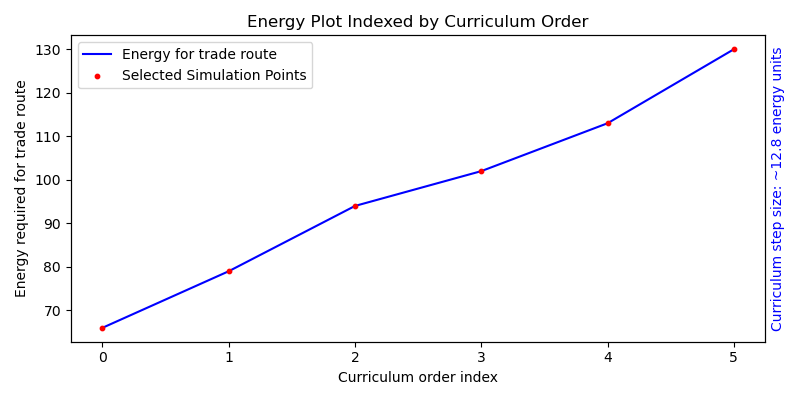 Energy Plot Indexed by Curriculum Order
Energy for trade route
Selected Simulation Points
Energy required for trade route
130
120
110
100
90
80
70
0 1 2 3 4 5
Curriculum order index
Curriculum step size: ~12.8 energy units